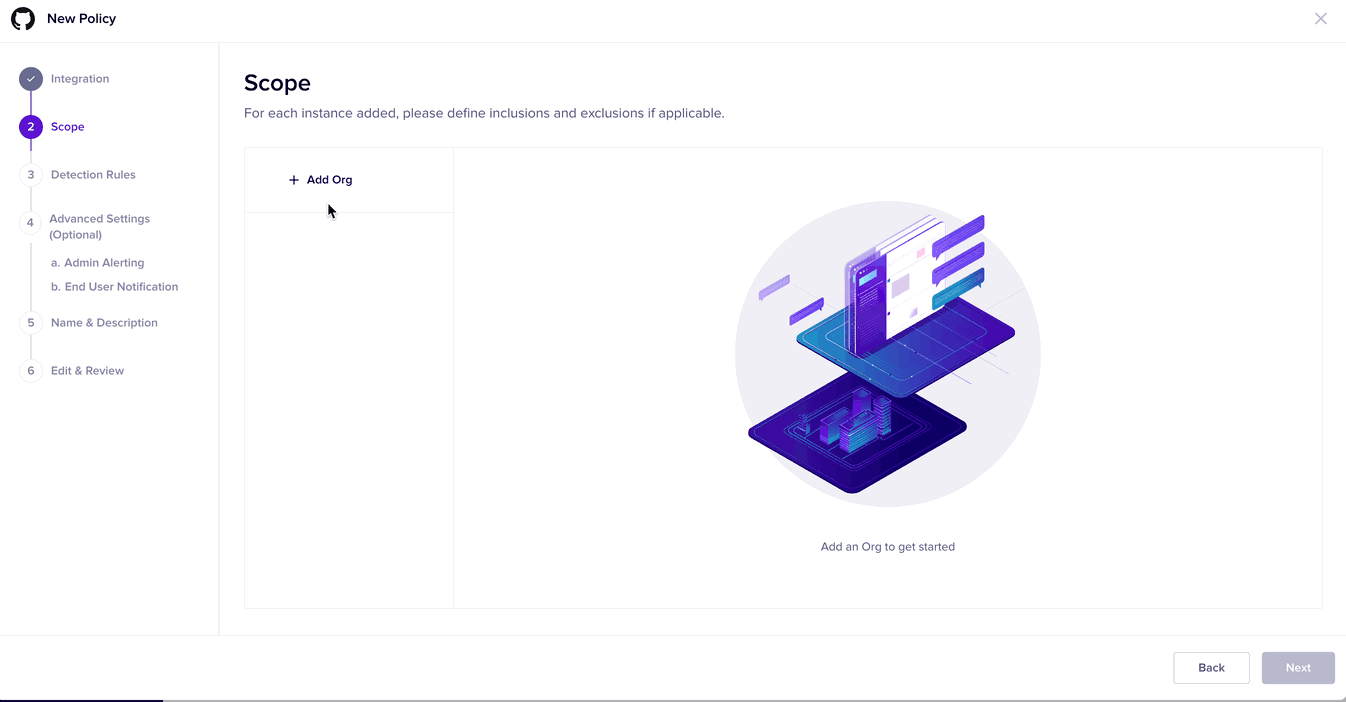 New Policy
Integration
2 Scope
3 Detection Rules
4 Advanced Settings
(Optional)
a. Admin Alerting
b. End User Notification
5 Name & Description
6 Edit & Review
Scope
For each instance added, please define inclusions and exclusions if applicable.
+ Add Org
Add an Org to get started
Back
Next